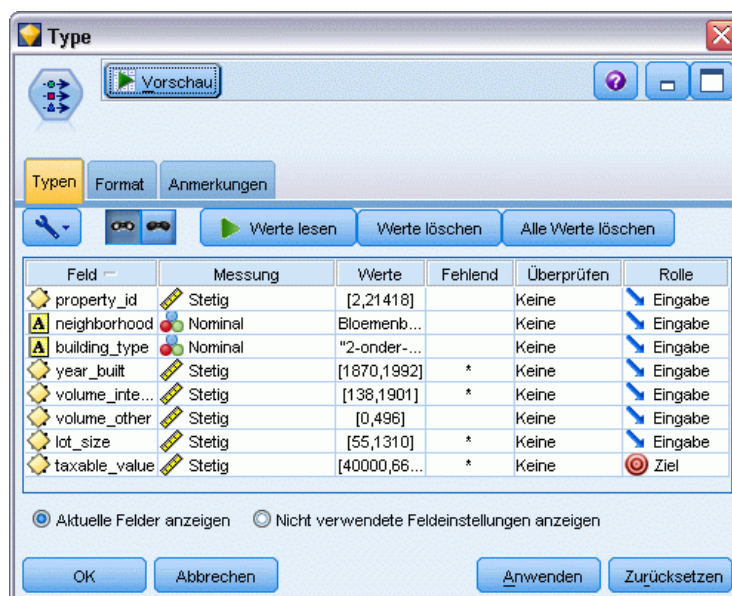 Type
Vorschau
Typen Format Anmerkungen
Werte lesen Werte löschen Alle Werte löschen
Feld Messung Werte Fehlend Überprüfen Rolle
property_id Stetig [2,21418] Keine Eingabe
A neighborhood Nominal Bloemenb... Keine Eingabe
A building_type Nominal "2-onder-... Keine Eingabe
year_built Stetig [1870,1992] * Keine Eingabe
volume_inte... Stetig [138,1901] * Keine Eingabe
volume_other Stetig [0,496] Keine Eingabe
lot_size Stetig [55,1310] * Keine Eingabe
taxable_value Stetig [40000,66... * Keine Ziel
Aktuelle Felder anzeigen Nicht verwendete Feldeinstellungen anzeigen
OK Abbrechen Anwenden Zurücksetzen